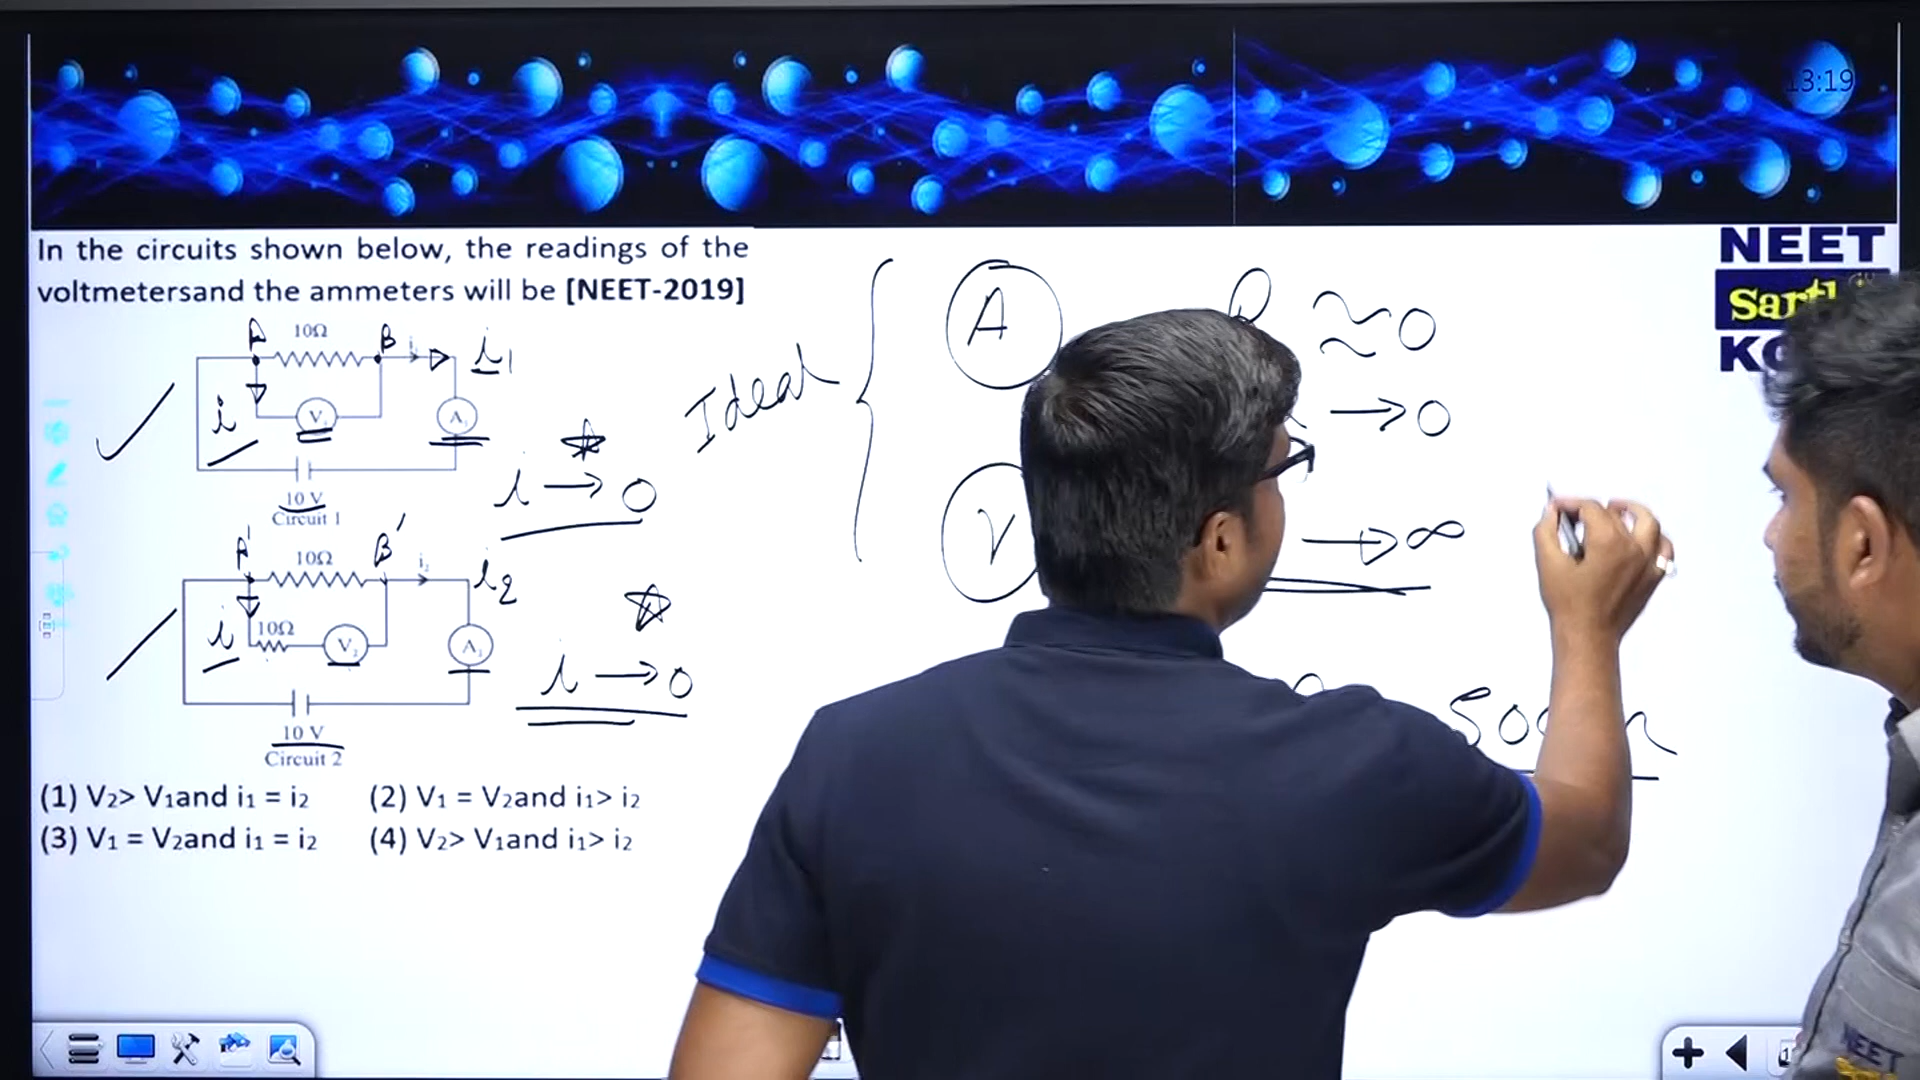 13:19
In the circuits shown below, the readings of the
voltmetersand the ammeters will be [NEET-2019]
NEET
A
10Ω
B
i₁
i
V
A₁
10 V
Circuit 1
i → 0
Ideal
A
R ≈ 0
→ 0
V
→ ∞
A'
10Ω
B'
i₂
i₂
i
10Ω
V₂
i → 0
10 V
Circuit 2
(1) V₂> V₁and i₁ = i₂
(2) V₁ = V₂and i₁> i₂
(3) V₁ = V₂and i₁ = i₂
(4) V₂> V₁and i₁> i₂
NEET